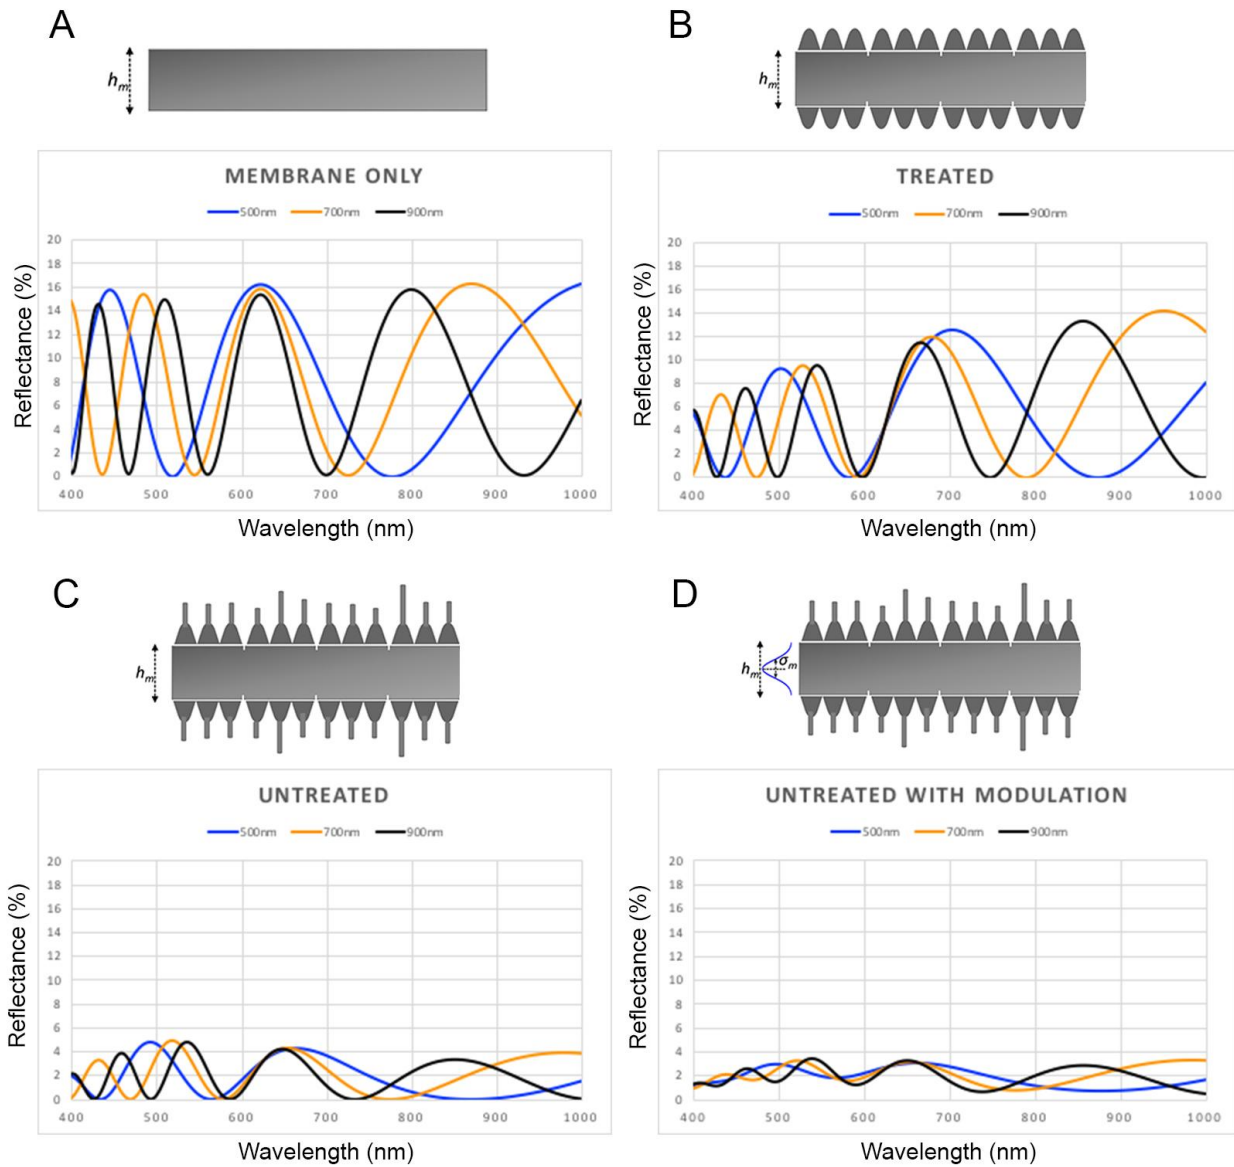 A
h_m
MEMBRANE ONLY
500nm 700nm 900nm
20
18
16
14
12
10
8
6
4
2
0
Reflectance (%)
400 500 600 700 800 900 1000
Wavelength (nm)
B
h_m
TREATED
500nm 700nm 900nm
20
18
16
14
12
10
8
6
4
2
0
Reflectance (%)
400 500 600 700 800 900 1000
Wavelength (nm)
C
h_m
UNTREATED
500nm 700nm 900nm
20
18
16
14
12
10
8
6
4
2
0
Reflectance (%)
400 500 600 700 800 900 1000
Wavelength (nm)
D
h_m σ_m
UNTREATED WITH MODULATION
500nm 700nm 900nm
20
18
16
14
12
10
8
6
4
2
0
Reflectance (%)
400 500 600 700 800 900 1000
Wavelength (nm)